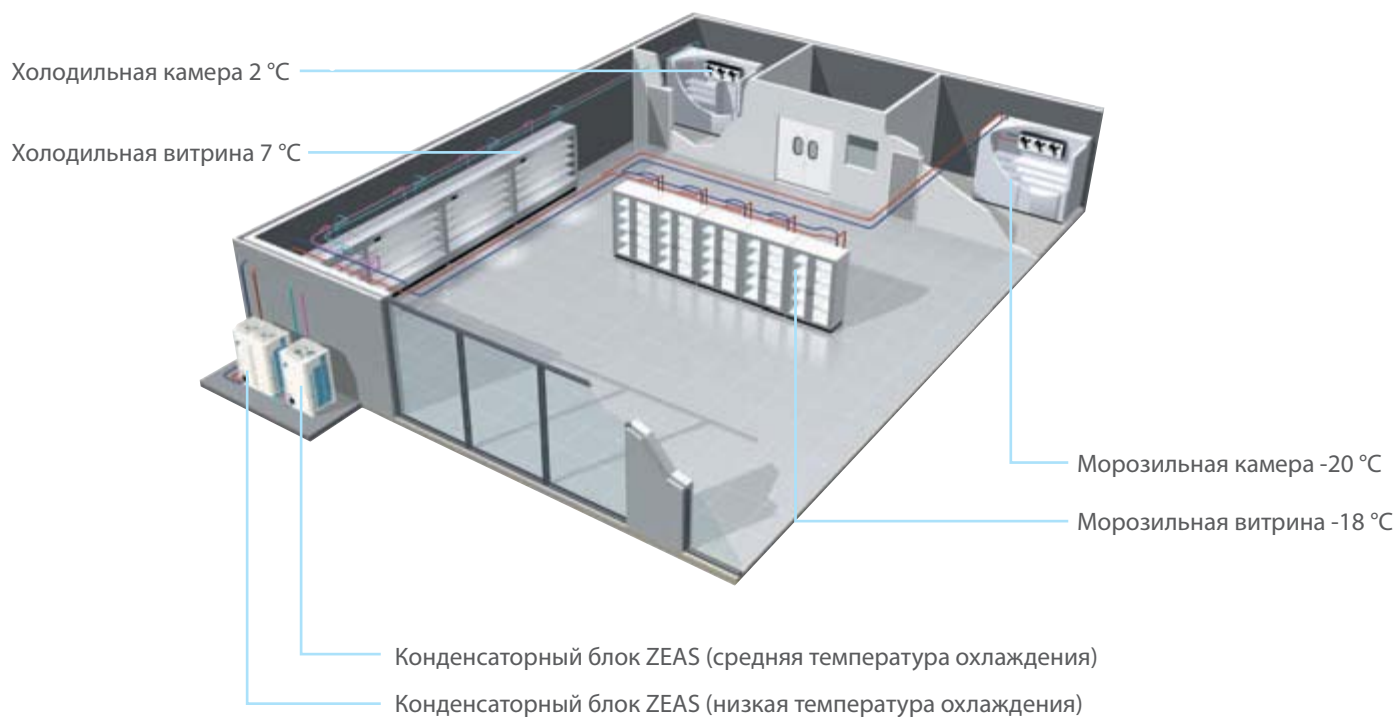 Холодильная камера 2 °C
Холодильная витрина 7 °C
Морозильная камера -20 °C
Морозильная витрина -18 °C
Конденсаторный блок ZEAS (средняя температура охлаждения)
Конденсаторный блок ZEAS (низкая температура охлаждения)